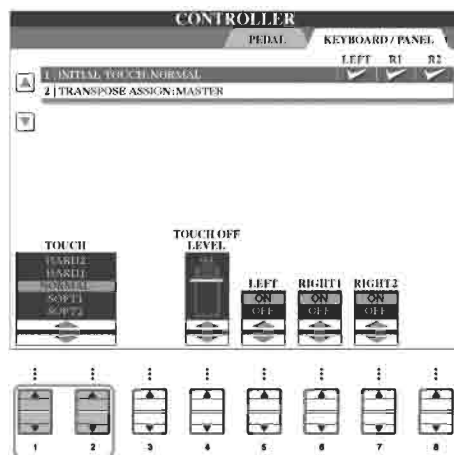 CONTROLLER
PEDAL KEYBOARD / PANEL
LEFT R1 R2
1 INITIAL TOUCH:NORMAL
2 TRANSPOSE ASSIGN:MASTER
TOUCH
HARD2
HARD1
NORMAL
SOFT1
SOFT2
TOUCH OFF
LEVEL
LEFT RIGHT1 RIGHT2
ON ON ON
OFF OFF OFF
1 2 3 4 5 6 7 8